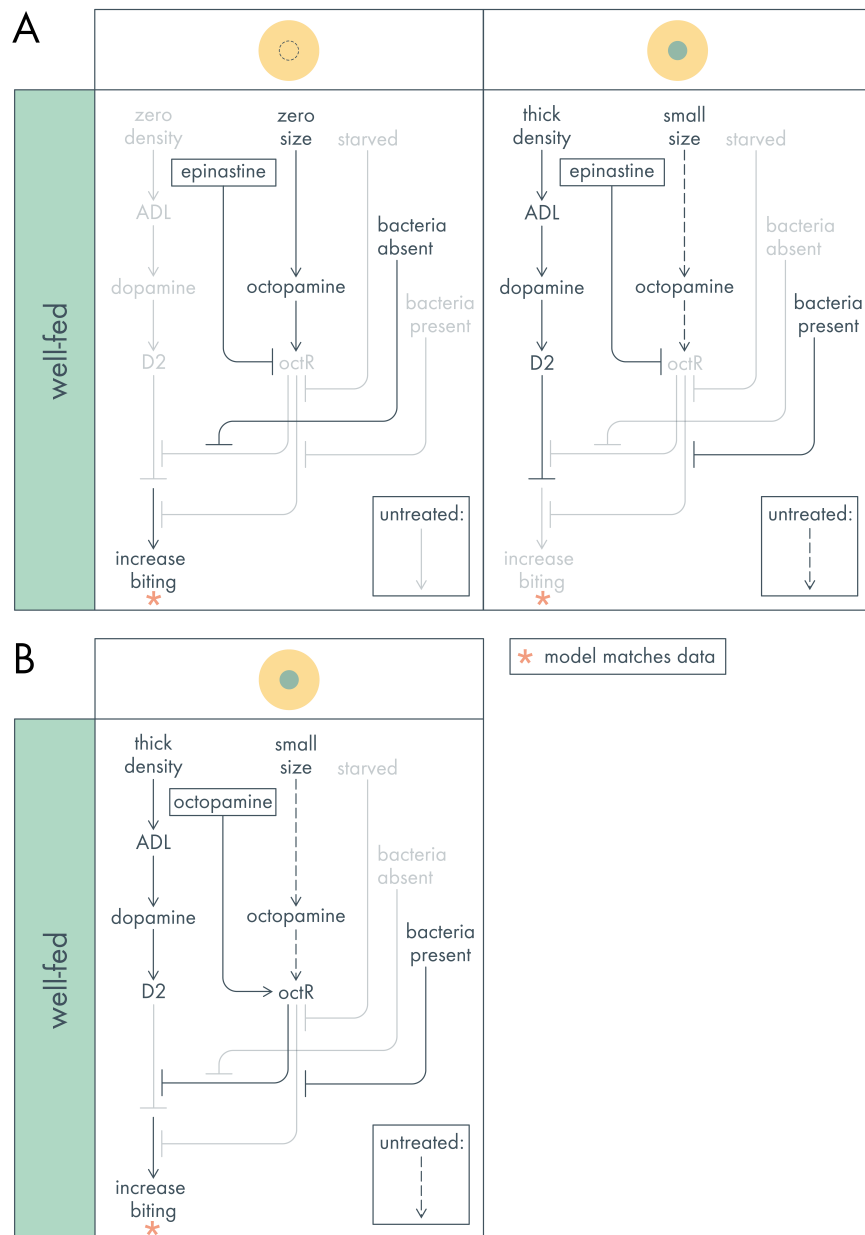 A
well-fed
zero
density
zero
size
starved
epinastine
ADL
bacteria
absent
dopamine
octopamine
bacteria
present
D2
octR
untreated:
increase
biting
*
thick
density
small
size
starved
epinastine
ADL
bacteria
absent
dopamine
octopamine
bacteria
present
D2
octR
untreated:
increase
biting
*
B
* model matches data
well-fed
thick
density
small
size
starved
octopamine
ADL
bacteria
absent
dopamine
octopamine
bacteria
present
D2
octR
untreated:
increase
biting
*